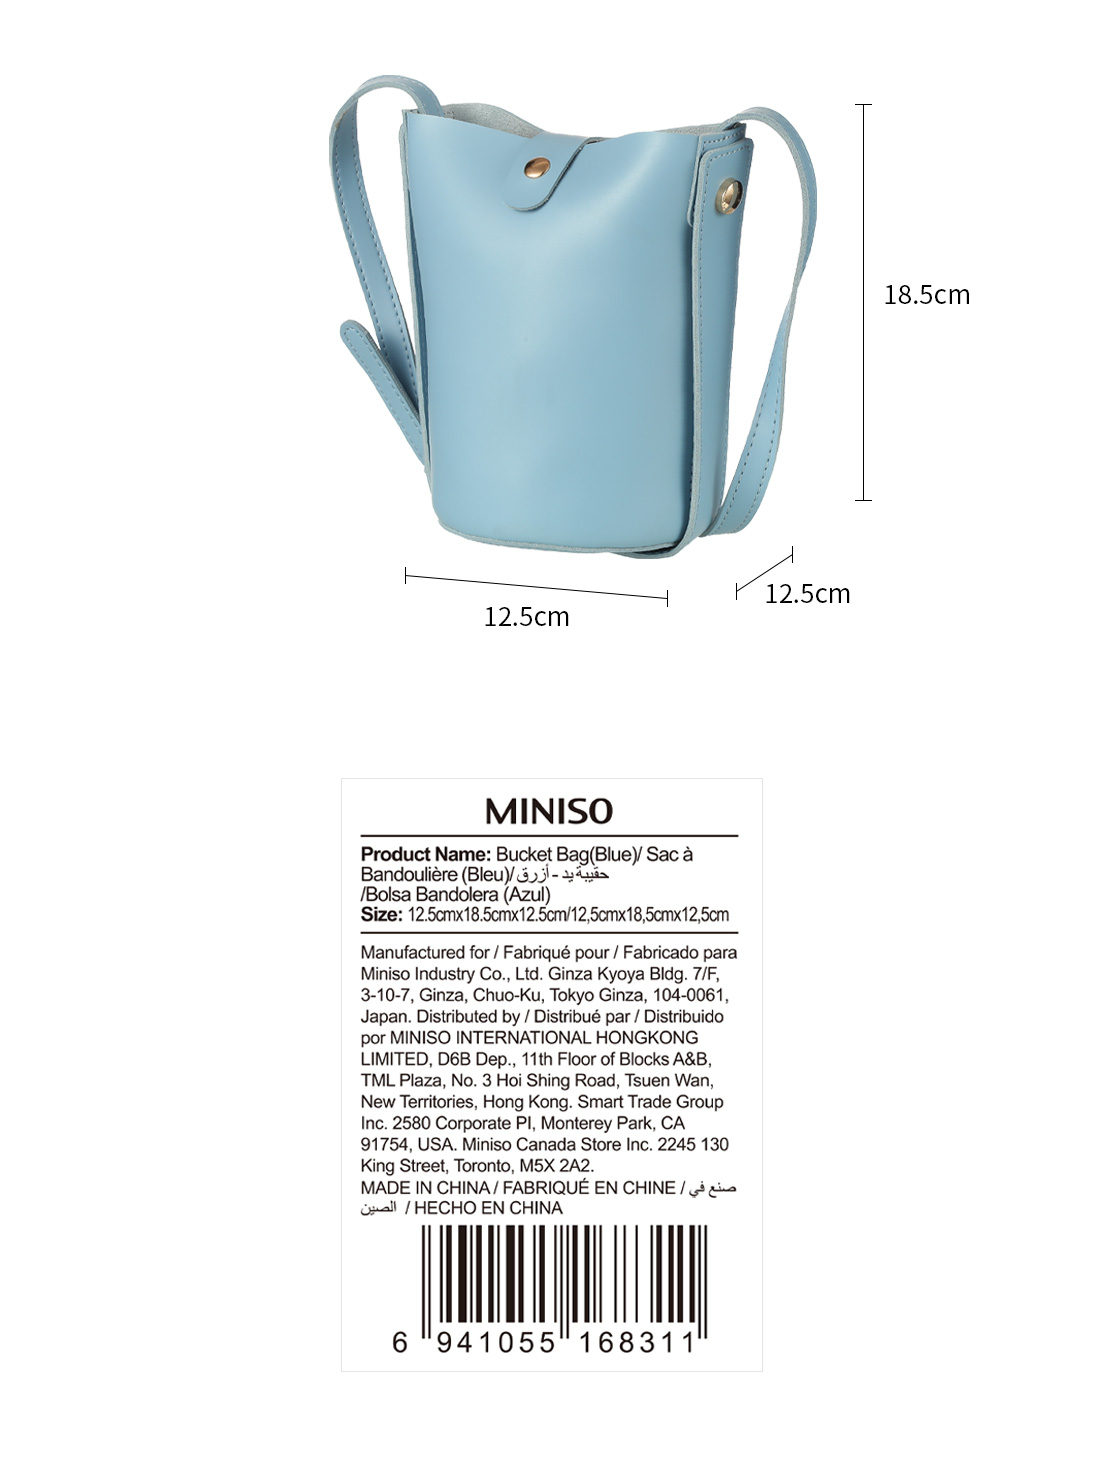 18.5cm
12.5cm
12.5cm
MINISO
Product Name: Bucket Bag(Blue)/ Sac à
Bandoulière (Bleu)/حقيبة يد - أزرق
/Bolsa Bandolera (Azul)
Size: 12.5cmx18.5cmx12.5cm/12,5cmx18,5cmx12,5cm
Manufactured for / Fabriqué pour / Fabricado para
Miniso Industry Co., Ltd. Ginza Kyoya Bldg. 7/F,
3-10-7, Ginza, Chuo-Ku, Tokyo Ginza, 104-0061,
Japan. Distributed by / Distribué par / Distribuido
por MINISO INTERNATIONAL HONGKONG
LIMITED, D6B Dep., 11th Floor of Blocks A&B,
TML Plaza, No. 3 Hoi Shing Road, Tsuen Wan,
New Territories, Hong Kong. Smart Trade Group
Inc. 2580 Corporate Pl, Monterey Park, CA
91754, USA. Miniso Canada Store Inc. 2245 130
King Street, Toronto, M5X 2A2.
MADE IN CHINA / FABRIQUÉ EN CHINE / صنع في
الصين / HECHO EN CHINA
6 941055 168311